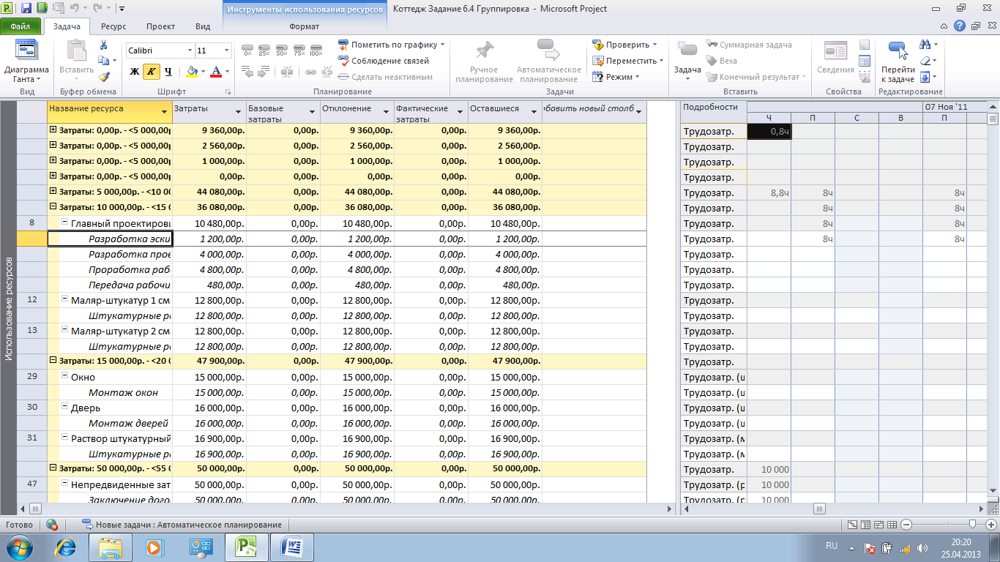 Инструменты использования ресурсов
Коттедж Задание 6.4 Группировка - Microsoft Project
Файл Задача Ресурс Проект Вид Формат
Диаграмма Ганта
Вставить
Calibri 11
Ж К Ч
0% 25% 50% 75% 100%
Пометить по графику
Соблюдение связей
Сделать неактивным
Ручное планирование
Автоматическое планирование
Проверить
Переместить
Режим
Задача
Суммарная задача
Веха
Конечный результат
Сведения
Перейти к задаче
Вид Буфер обмена Шрифт Планирование Задачи Вставить Свойства Редактирование
Использование ресурсов
Название ресурса Затраты Базовые затраты Отклонение Фактические затраты Оставшиеся обавить новый столб
Затраты: 0,00р. - <5 000,00р 9 360,00р. 0,00р. 9 360,00р. 0,00р. 9 360,00р.
Затраты: 0,00р. - <5 000,00р 2 560,00р. 0,00р. 2 560,00р. 0,00р. 2 560,00р.
Затраты: 0,00р. - <5 000,00р 1 000,00р. 0,00р. 1 000,00р. 0,00р. 1 000,00р.
Затраты: 0,00р. - <5 000,00р 0,00р. 0,00р. 0,00р. 0,00р. 0,00р.
Затраты: 5 000,00р. - <10 00 44 080,00р. 0,00р. 44 080,00р. 0,00р. 44 080,00р.
Затраты: 10 000,00р. - <15 0 36 080,00р. 0,00р. 36 080,00р. 0,00р. 36 080,00р.
8 Главный проектирові 10 480,00р. 0,00р. 10 480,00р. 0,00р. 10 480,00р.
Разработка эски 1 200,00р. 0,00р. 1 200,00р. 0,00р. 1 200,00р.
Разработка прое 4 000,00р. 0,00р. 4 000,00р. 0,00р. 4 000,00р.
Проработка раб 4 800,00р. 0,00р. 4 800,00р. 0,00р. 4 800,00р.
Передача рабочи 480,00р. 0,00р. 480,00р. 0,00р. 480,00р.
12 Маляр-штукатур 1 см 12 800,00р. 0,00р. 12 800,00р. 0,00р. 12 800,00р.
Штукатурные р 12 800,00р. 0,00р. 12 800,00р. 0,00р. 12 800,00р.
13 Маляр-штукатур 2 см 12 800,00р. 0,00р. 12 800,00р. 0,00р. 12 800,00р.
Штукатурные р 12 800,00р. 0,00р. 12 800,00р. 0,00р. 12 800,00р.
Затраты: 15 000,00р. - <20 0 47 900,00р. 0,00р. 47 900,00р. 0,00р. 47 900,00р.
29 Окно 15 000,00р. 0,00р. 15 000,00р. 0,00р. 15 000,00р.
Монтаж окон 15 000,00р. 0,00р. 15 000,00р. 0,00р. 15 000,00р.
30 Дверь 16 000,00р. 0,00р. 16 000,00р. 0,00р. 16 000,00р.
Монтаж дверей 16 000,00р. 0,00р. 16 000,00р. 0,00р. 16 000,00р.
31 Раствор штукатурный 16 900,00р. 0,00р. 16 900,00р. 0,00р. 16 900,00р.
Штукатурные р 16 900,00р. 0,00р. 16 900,00р. 0,00р. 16 900,00р.
Затраты: 50 000,00р. - <55 0 50 000,00р. 0,00р. 50 000,00р. 0,00р. 50 000,00р.
47 Непредвиденные зат 50 000,00р. 0,00р. 50 000,00р. 0,00р. 50 000,00р.
Заключение дого 50 000,00р. 0,00р. 50 000,00р. 0,00р. 50 000,00р.
Подробности 07 Ноя '11
Ч П С В П
Трудозатр. 0,8ч
Трудозатр.
Трудозатр.
Трудозатр.
Трудозатр. 8,8ч 8ч 8ч
Трудозатр. 8ч 8ч
Трудозатр. 8ч 8ч
Трудозатр. 8ч 8ч
Трудозатр.
Трудозатр.
Трудозатр.
Трудозатр.
Трудозатр.
Трудозатр.
Трудозатр.
Трудозатр.
Трудозатр. (ш
Трудозатр. (ш
Трудозатр. (ш
Трудозатр. (ш
Трудозатр. (м
Трудозатр. (м
Трудозатр. 10 000
Трудозатр. (р 10 000
Трудозатр. (р 10 000
Готово Новые задачи : Автоматическое планирование
RU
20:20
25.04.2013